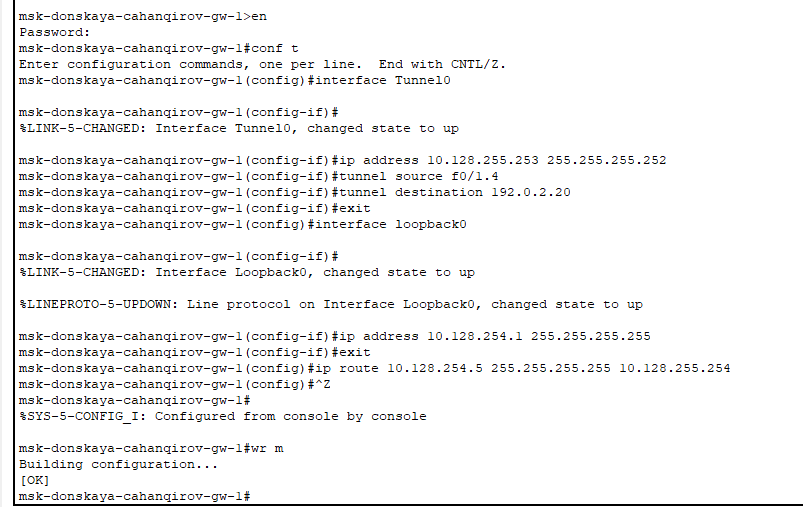 msk-donskaya-cahanqirov-gw-1>en
Password:
msk-donskaya-cahanqirov-gw-1#conf t
Enter configuration commands, one per line.  End with CNTL/Z.
msk-donskaya-cahanqirov-gw-1(config)#interface Tunnel0
msk-donskaya-cahanqirov-gw-1(config-if)#
%LINK-5-CHANGED: Interface Tunnel0, changed state to up
msk-donskaya-cahanqirov-gw-1(config-if)#ip address 10.128.255.253 255.255.255.252
msk-donskaya-cahanqirov-gw-1(config-if)#tunnel source f0/1.4
msk-donskaya-cahanqirov-gw-1(config-if)#tunnel destination 192.0.2.20
msk-donskaya-cahanqirov-gw-1(config-if)#exit
msk-donskaya-cahanqirov-gw-1(config)#interface loopback0
msk-donskaya-cahanqirov-gw-1(config-if)#
%LINK-5-CHANGED: Interface Loopback0, changed state to up
%LINEPROTO-5-UPDOWN: Line protocol on Interface Loopback0, changed state to up
msk-donskaya-cahanqirov-gw-1(config-if)#ip address 10.128.254.1 255.255.255.255
msk-donskaya-cahanqirov-gw-1(config-if)#exit
msk-donskaya-cahanqirov-gw-1(config)#ip route 10.128.254.5 255.255.255.255 10.128.255.254
msk-donskaya-cahanqirov-gw-1(config)#^Z
msk-donskaya-cahanqirov-gw-1#
%SYS-5-CONFIG_I: Configured from console by console
msk-donskaya-cahanqirov-gw-1#wr m
Building configuration...
[OK]
msk-donskaya-cahanqirov-gw-1#